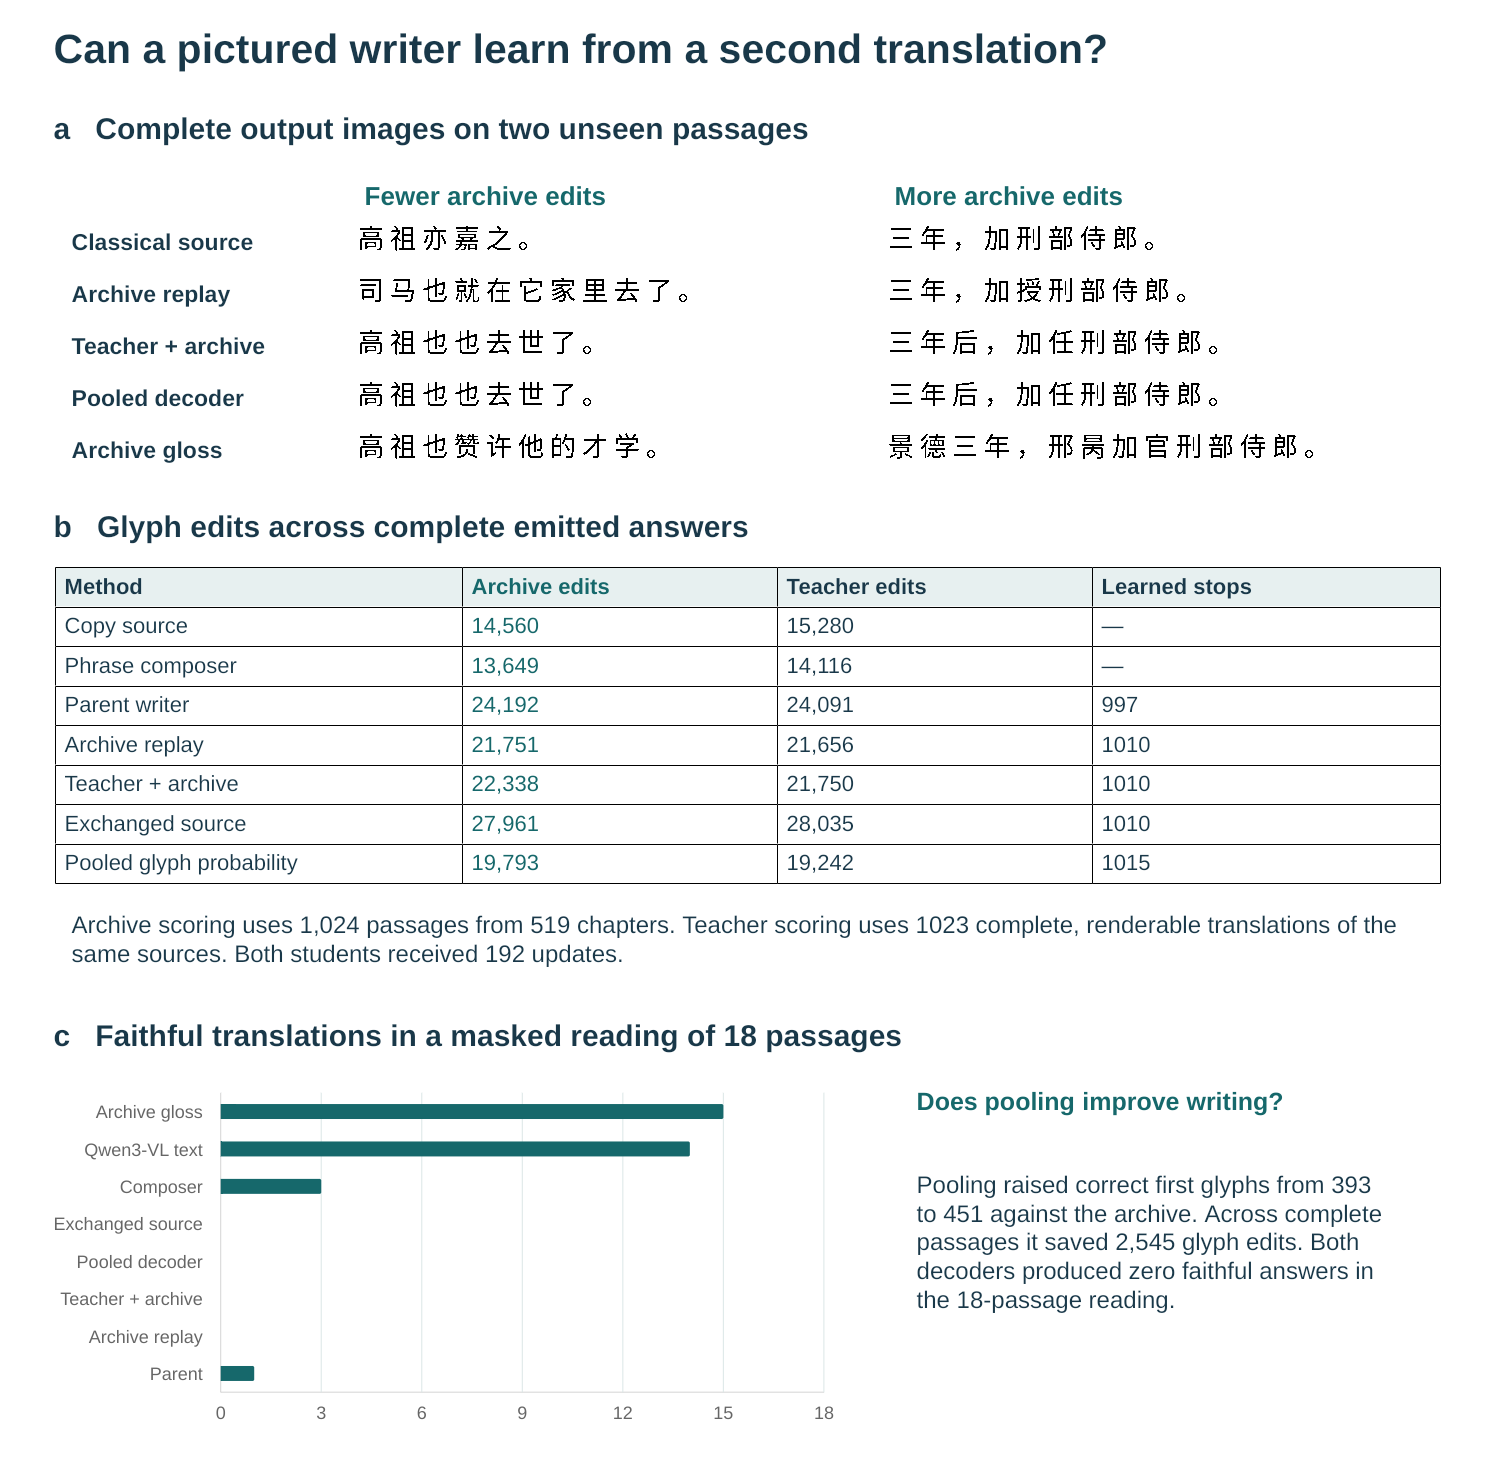 Can a pictured writer learn from a second translation?
a Complete output images on two unseen passages
Fewer archive edits More archive edits
Classical source 高祖亦嘉之。 三年，加刑部侍郎。
Archive replay 司马也就在它家里去了。 三年，加授刑部侍郎。
Teacher + archive 高祖也也去世了。 三年后，加任刑部侍郎。
Pooled decoder 高祖也也去世了。 三年后，加任刑部侍郎。
Archive gloss 高祖也赞许他的才学。 景德三年，邢昺加官刑部侍郎。
b Glyph edits across complete emitted answers
Method Archive edits Teacher edits Learned stops
Copy source 14,560 15,280 —
Phrase composer 13,649 14,116 —
Parent writer 24,192 24,091 997
Archive replay 21,751 21,656 1010
Teacher + archive 22,338 21,750 1010
Exchanged source 27,961 28,035 1010
Pooled glyph probability 19,793 19,242 1015
Archive scoring uses 1,024 passages from 519 chapters. Teacher scoring uses 1023 complete, renderable translations of the
same sources. Both students received 192 updates.
c Faithful translations in a masked reading of 18 passages
Archive gloss
Qwen3-VL text
Composer
Exchanged source
Pooled decoder
Teacher + archive
Archive replay
Parent
0 3 6 9 12 15 18
Does pooling improve writing?
Pooling raised correct first glyphs from 393
to 451 against the archive. Across complete
passages it saved 2,545 glyph edits. Both
decoders produced zero faithful answers in
the 18-passage reading.